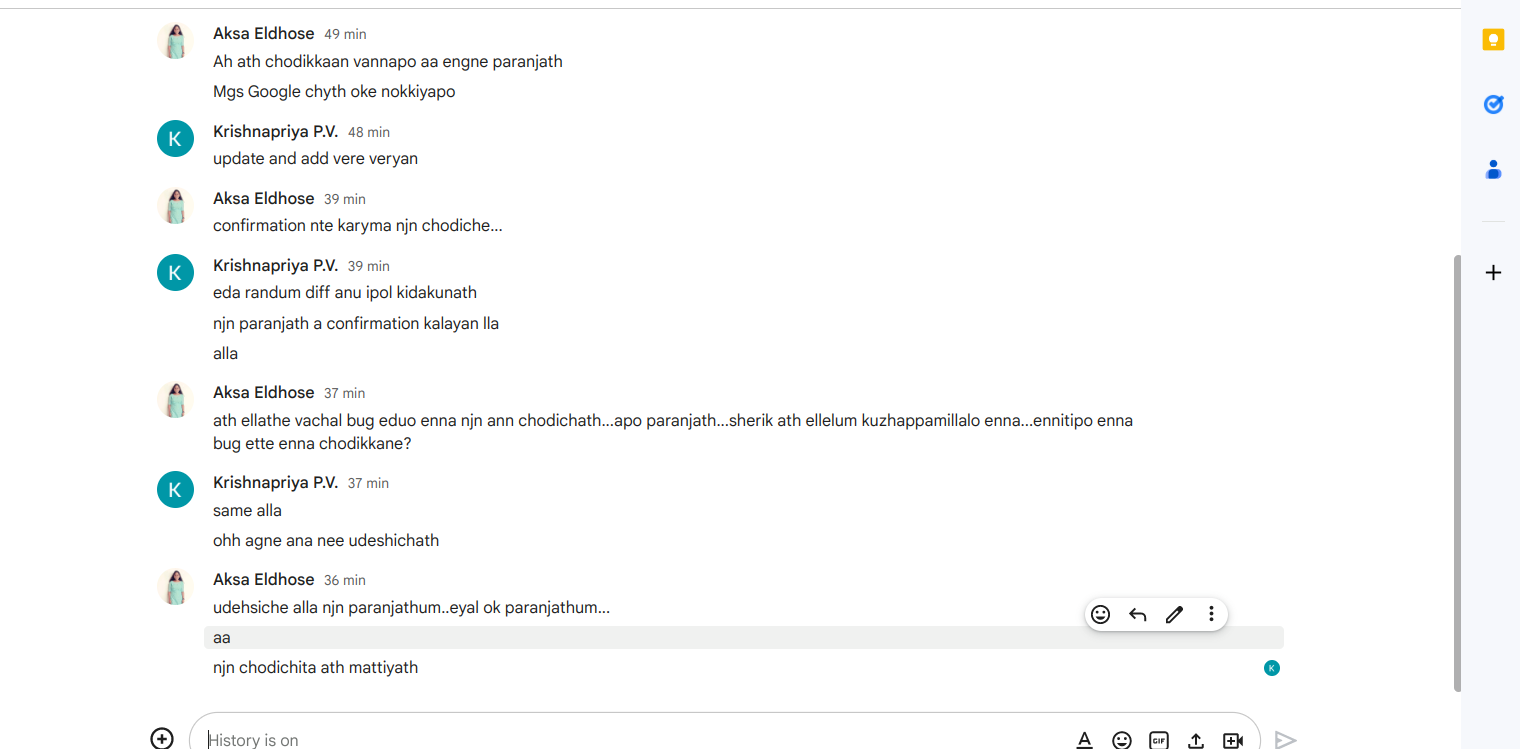 Aksa Eldhose 49 min
Ah ath chodikkaan vannapo aa engne paranjath
Mgs Google chyth oke nokkiyapo
K
Krishnapriya P.V. 48 min
update and add vere veryan
Aksa Eldhose 39 min
confirmation nte karyma njn chodiche...
K
Krishnapriya P.V. 39 min
eda randum diff anu ipol kidakunath
njn paranjath a confirmation kalayan lla
alla
Aksa Eldhose 37 min
ath ellathe vachal bug eduo enna njn ann chodichath...apo paranjath...sherik ath ellelum kuzhappamillalo enna...ennitipo enna
bug ette enna chodikkane?
K
Krishnapriya P.V. 37 min
same alla
ohh agne ana nee udeshichath
Aksa Eldhose 36 min
udehsiche alla njn paranjathum..eyal ok paranjathum...
aa
njn chodichita ath mattiyath
K
History is on
A
GIF